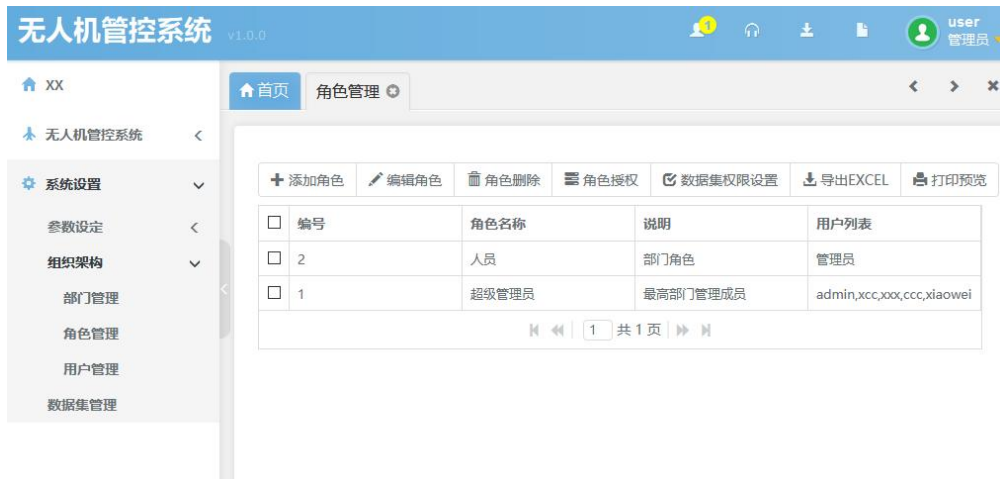 无人机管控系统 v1.0.0
1
user
管理员
XX
首页
角色管理
无人机管控系统
系统设置
添加角色
编辑角色
角色删除
角色授权
数据集权限设置
导出EXCEL
打印预览
参数设定
组织架构
部门管理
角色管理
用户管理
数据集管理
编号 角色名称 说明 用户列表
2 人员 部门角色 管理员
1 超级管理员 最高部门管理成员 admin,xcc,xxx,ccc,xiaowei
1 共 1 页